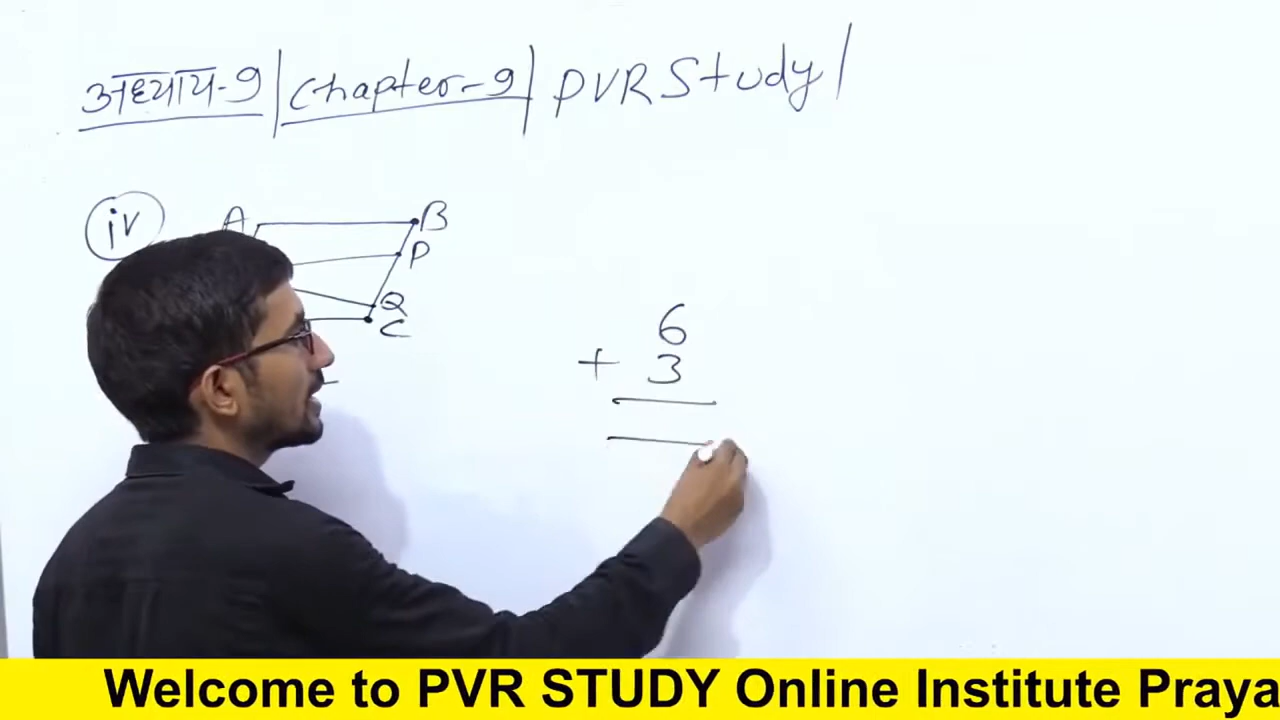 अध्याय-9 | Chapter-9 | PVR Study |
iv
A
B
P
Q
C
6
+ 3
Welcome to PVR STUDY Online Institute Praya